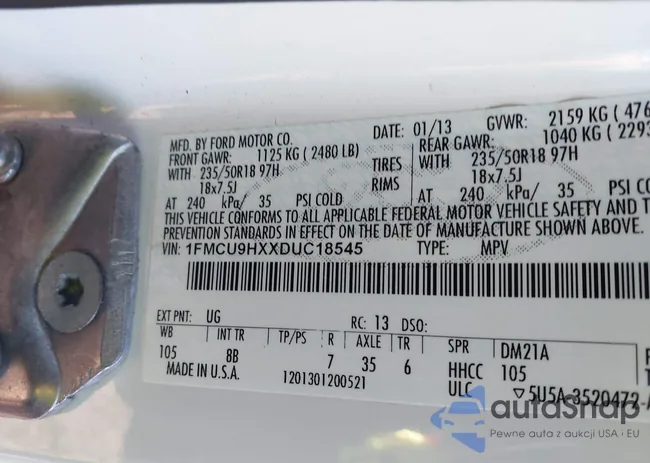 MFD. BY FORD MOTOR CO.
DATE: 01/13 GVWR: 2159 KG ( 476
FRONT GAWR: 1125 KG ( 2480 LB) REAR GAWR: 1040 KG ( 2293
WITH 235/50R18 97H TIRES WITH 235/50R18 97H
18x7.5J RIMS 18x7.5J
AT 240 kPa/ 35 PSI COLD AT 240 kPa/ 35 PSI CO
THIS VEHICLE CONFORMS TO ALL APPLICABLE FEDERAL MOTOR VEHICLE SAFETY AND T
PREVENTION STANDARDS IN EFFECT ON THE DATE OF MANUFACTURE SHOWN ABOVE.
VIN: 1FMCU9HXXDUC18545 TYPE: MPV
EXT PNT: UG RC: 13 DSO:
WB INT TR TP/PS R AXLE TR SPR DM21A
105 8B 7 35 6 HHCC 105
MADE IN U.S.A. 1201301200521 ULC ▽5U5A-3520472-A
autaSnap
Pewne auta z aukcji USA · EU